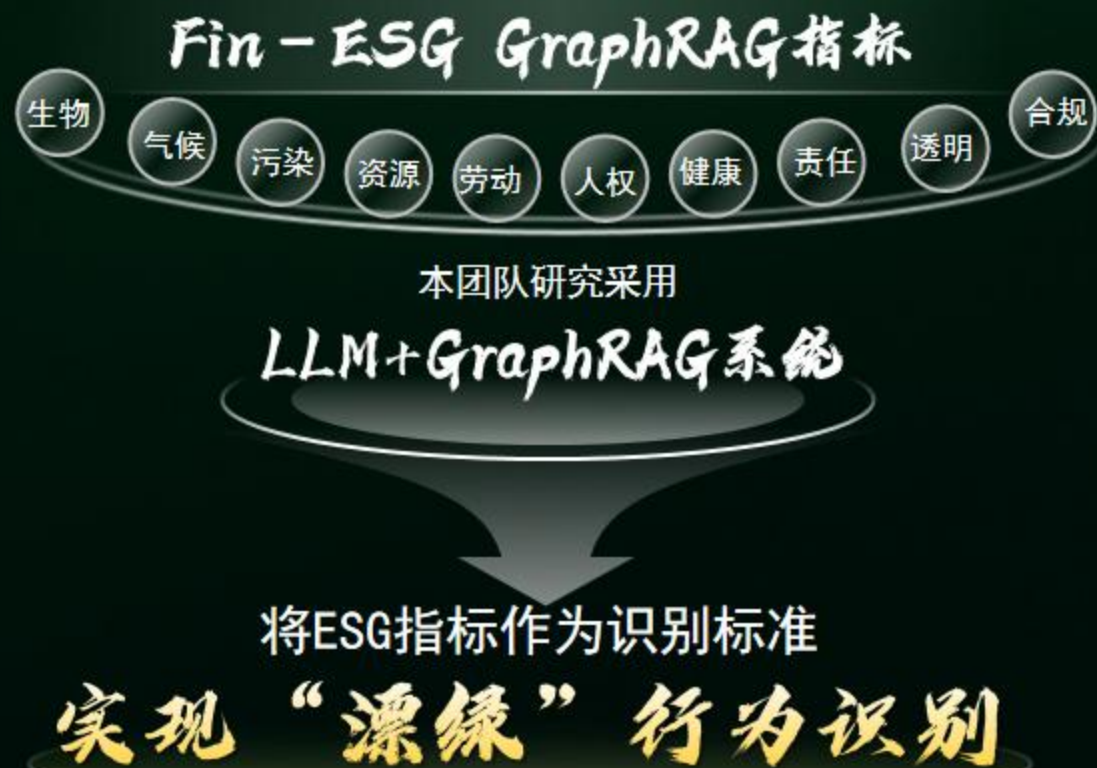 Fin-ESG GraphRAG指标
生物 气候 污染 资源 劳动 人权 健康 责任 透明 合规
本团队研究采用
LLM+GraphRAG系统
将ESG指标作为识别标准
实现“漂绿”行为识别